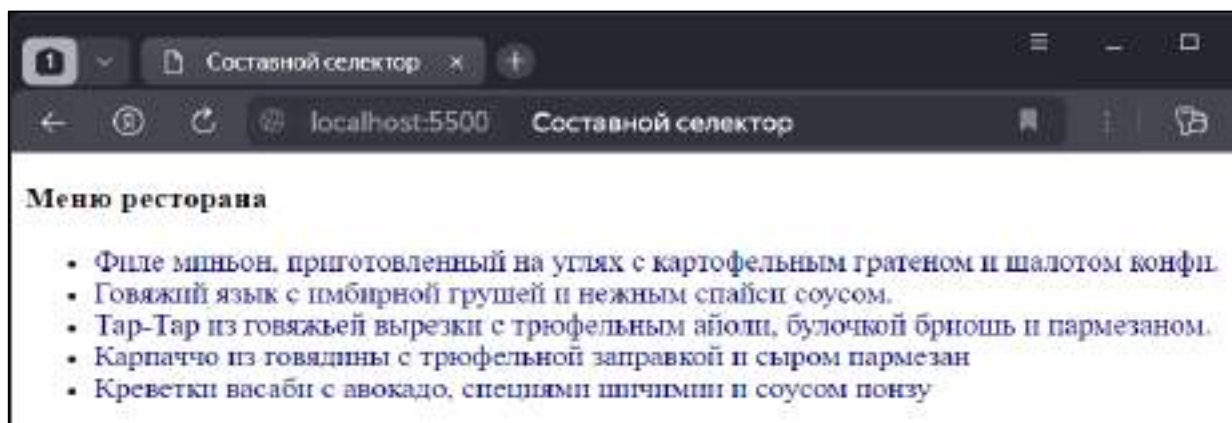 1
Составной селектор
localhost:5500 Составной селектор
Меню ресторана
• Филе миньон, приготовленный на углях с картофельным гратеном и шалотом конфи.
• Говяжий язык с имбирной грушей и нежным спайси соусом.
• Тар-Тар из говяжьей вырезки с трюфельным айоли, булочкой бриошь и пармезаном.
• Карпаччо из говядины с трюфельной заправкой и сыром пармезан
• Креветки васаби с авокадо, специями шичимии и соусом понзу